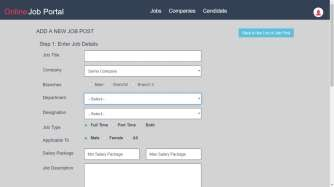 Online Job Portal
Jobs Companies Candidate
ADD A NEW JOB POST
Back to the List of Job Post
Step 1: Enter Job Details
Job Title
Company
Demo Company
Branches
Main Branch2 Branch 3
Department
--Select--
Designation
--Select--
Job Type
Full Time Part Time Both
Applicable To
Male Female All
Salary Package
Min Salary Package Max Salary Package
Job Description